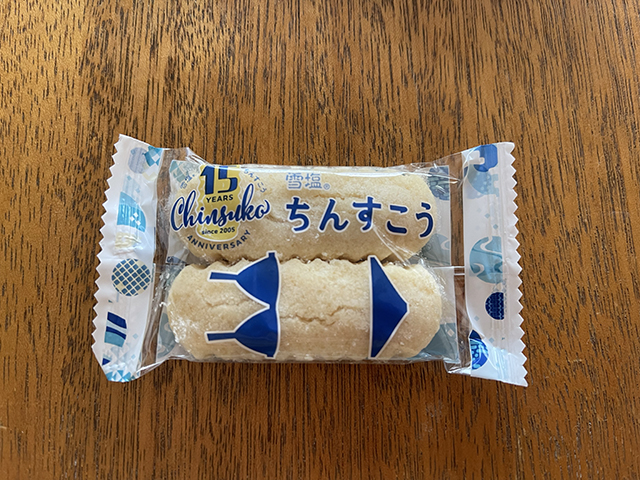 15
YEARS
Chinsuko
since 2005
ANNIVERSARY
雪塩®
ちんすこう